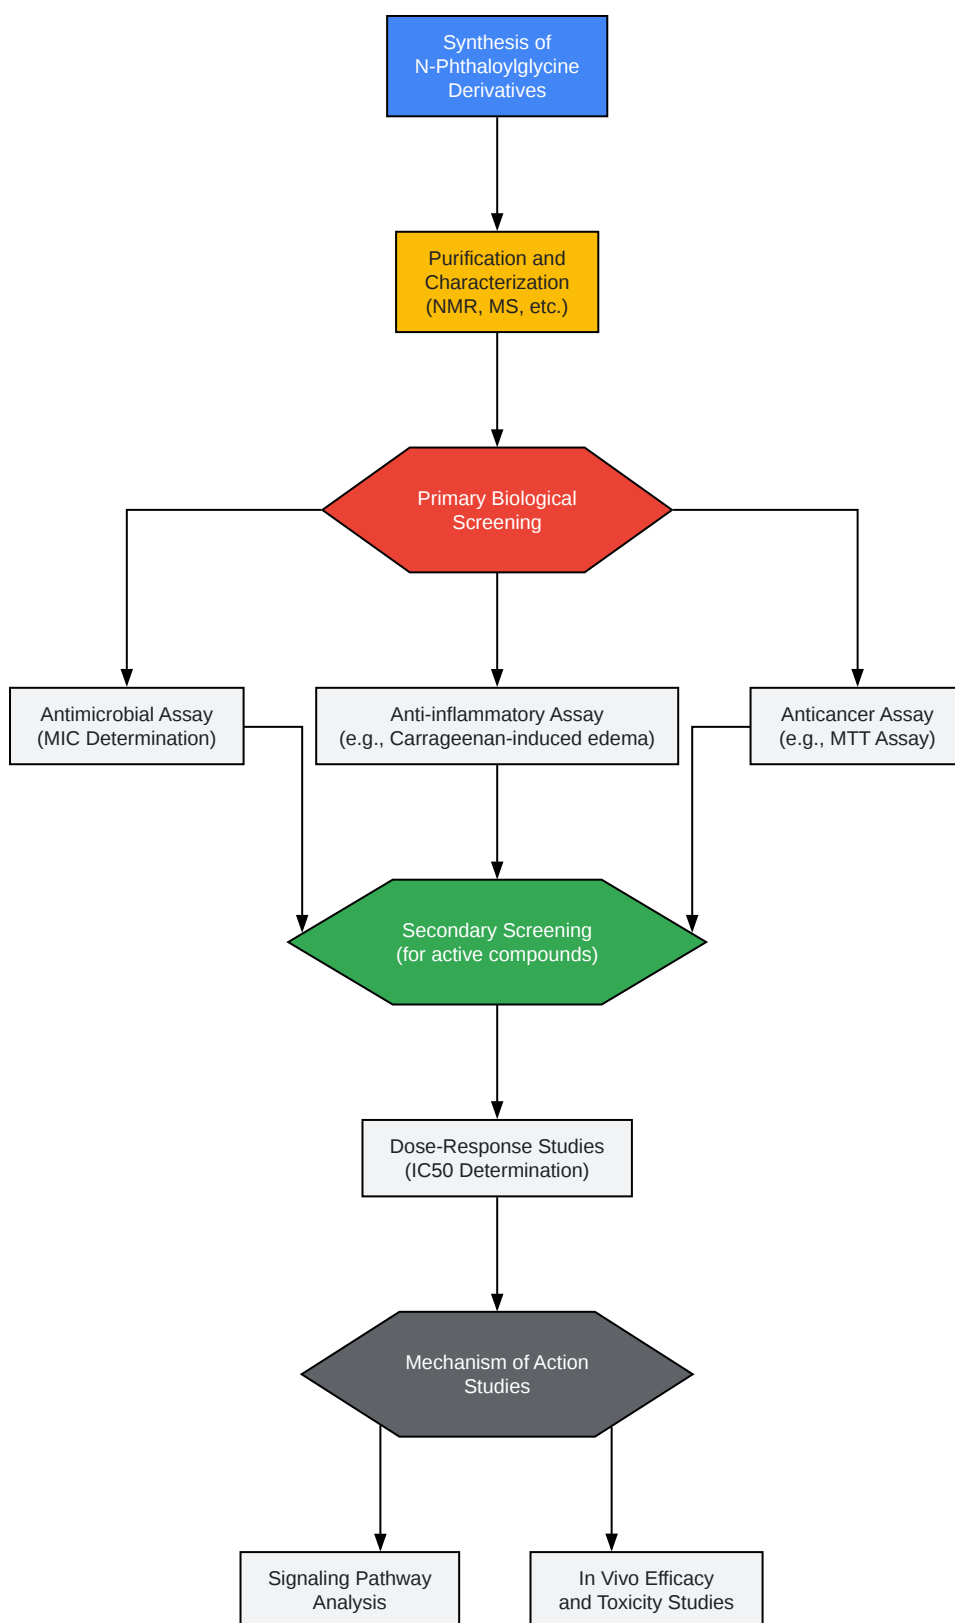 Synthesis of
N-Phthaloylglycine
Derivatives
Purification and
Characterization
(NMR, MS, etc.)
Primary Biological
Screening
Antimicrobial Assay
(MIC Determination)
Anti-inflammatory Assay
(e.g., Carrageenan-induced edema)
Anticancer Assay
(e.g., MTT Assay)
Secondary Screening
(for active compounds)
Dose-Response Studies
(IC50 Determination)
Mechanism of Action
Studies
Signaling Pathway
Analysis
In Vivo Efficacy
and Toxicity Studies